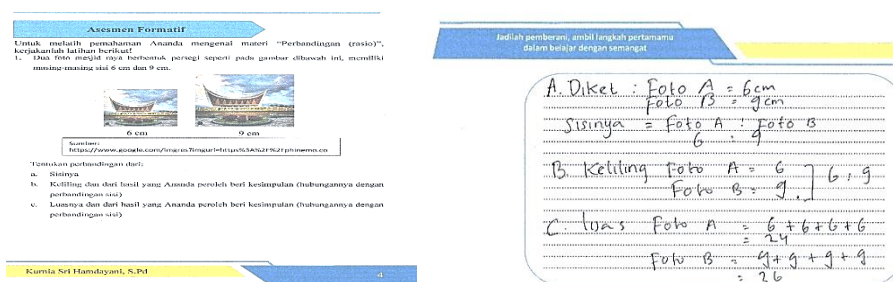 Asesmen Formatif
Untuk melatih pemahaman Ananda mengenai materi “Perbandingan (rasio)”,
kerjakanlah latihan berikut!
1. Dua foto mesjid raya berbentuk persegi seperti pada gambar dibawah ini, memiliki
masing-masing sisi 6 cm dan 9 cm.
6 cm 9 cm
Sumber:
Tentukan perbandingan dari:
a. Sisinya
b. Keliling dan dari hasil yang Ananda peroleh beri kesimpulan (hubungannya dengan
perbandingan sisi)
c. Luasnya dan dari hasil yang Ananda peroleh beri kesimpulan (hubungannya dengan
perbandingan sisi)
Kurnia Sri Hamdayani, S.Pd
4
Jadilah pemberani, ambil langkah pertamamu
dalam belajar dengan semangat
A. Diket : Foto A = 6cm
Foto B = 9cm
Sisinya = Foto A : Foto B
6 : 9
B. Keliling Foto A = 6
Foto B = 9 ] 6 : 9
C. luas Foto A = 6 + 6 + 6 + 6
= 24
Foto B = 9 + 9 + 9 + 9
= 26